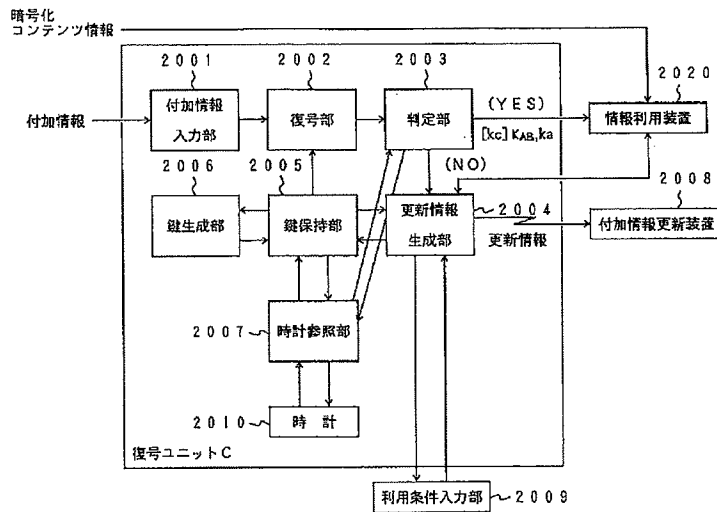 暗号化
コンテンツ情報
2001
2002
2003
2020
付加情報
付加情報
入力部
復号部
判定部
(YES)
[kc] KAB, ka
情報利用装置
(NO)
2006
2005
2008
鍵生成部
鍵保持部
更新情報
生成部
2004
更新情報
付加情報更新装置
2007
時計参照部
2010
時 計
復号ユニットC
利用条件入力部
2009